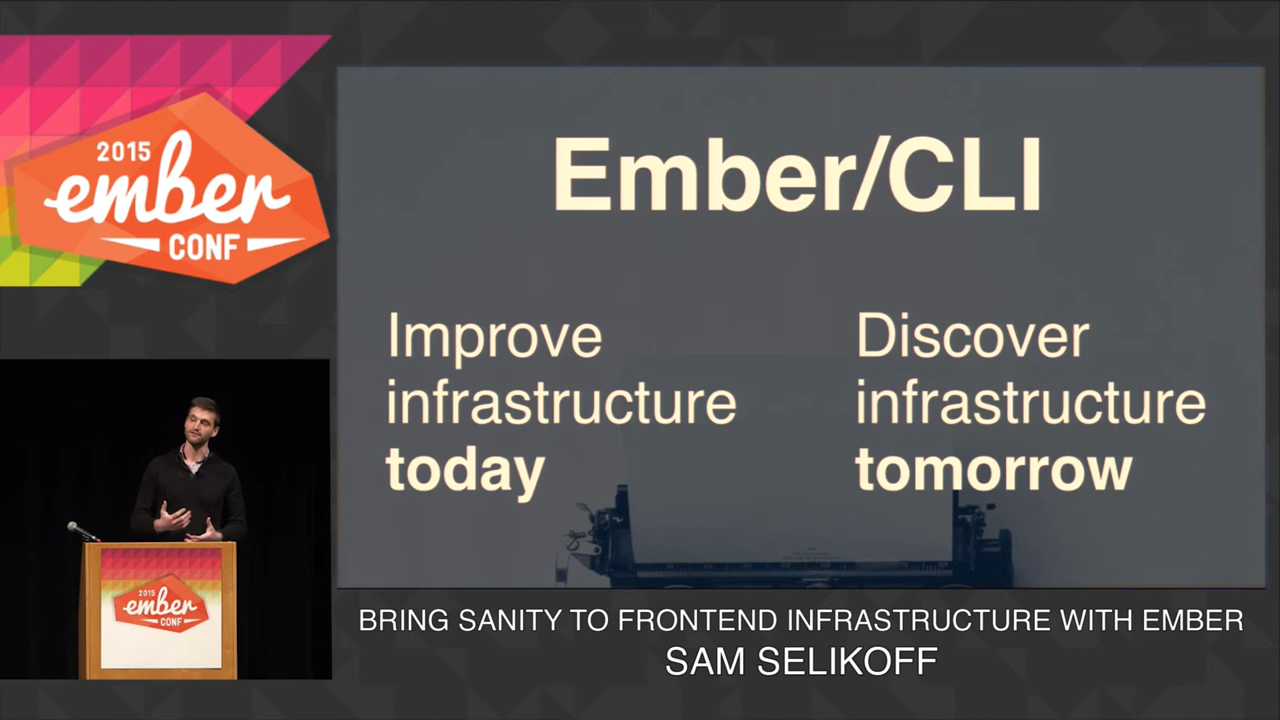 2015
ember
CONF
Ember/CLI
Improve
infrastructure
today
Discover
infrastructure
tomorrow
2015
ember
CONF
BRING SANITY TO FRONTEND INFRASTRUCTURE WITH EMBER
SAM SELIKOFF